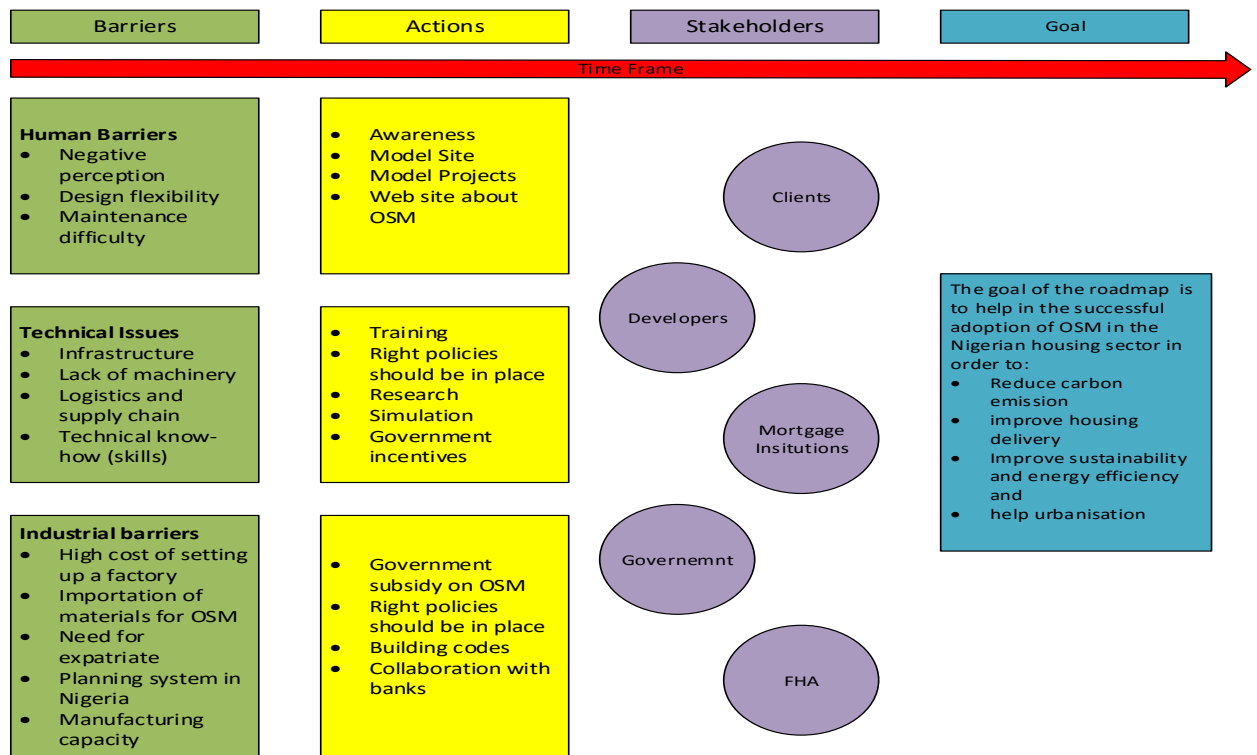 Barriers
Actions
Stakeholders
Goal
Time Frame
Human Barriers
• Negative
perception
• Design flexibility
• Maintenance
difficulty
• Awareness
• Model Site
• Model Projects
• Web site about
OSM
Technical Issues
• Infrastructure
• Lack of machinery
• Logistics and
supply chain
• Technical know-
how (skills)
• Training
• Right policies
should be in place
• Research
• Simulation
• Government
incentives
Industrial barriers
• High cost of setting
up a factory
• Importation of
materials for OSM
• Need for
expatriate
• Planning system in
Nigeria
• Manufacturing
capacity
• Government
subsidy on OSM
• Right policies
should be in place
• Building codes
• Collaboration with
banks
Clients
Developers
Mortgage
Insitutions
Governemnt
FHA
The goal of the roadmap is
to help in the successful
adoption of OSM in the
Nigerian housing sector in
order to:
• Reduce carbon
emission
• improve housing
delivery
• Improve sustainability
and energy efficiency
and
• help urbanisation